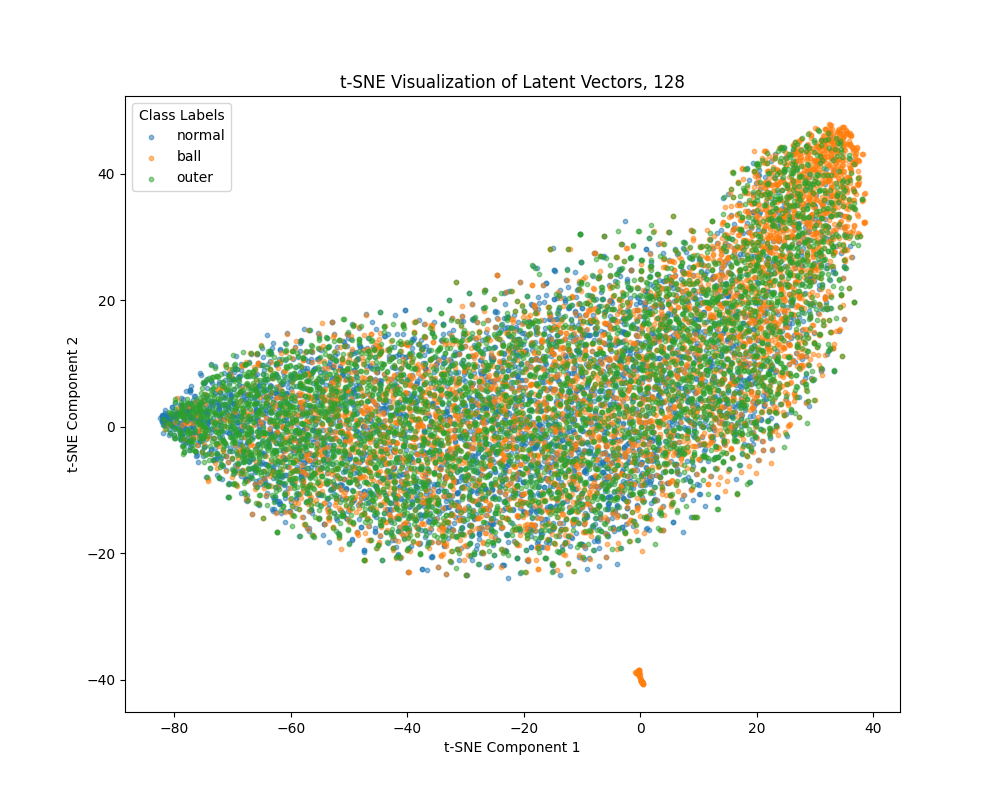 t-SNE Visualization of Latent Vectors, 128
Class Labels
normal
ball
outer
t-SNE Component 2
40
20
0
−20
−40
−80
−60
−40
−20
0
20
40
t-SNE Component 1